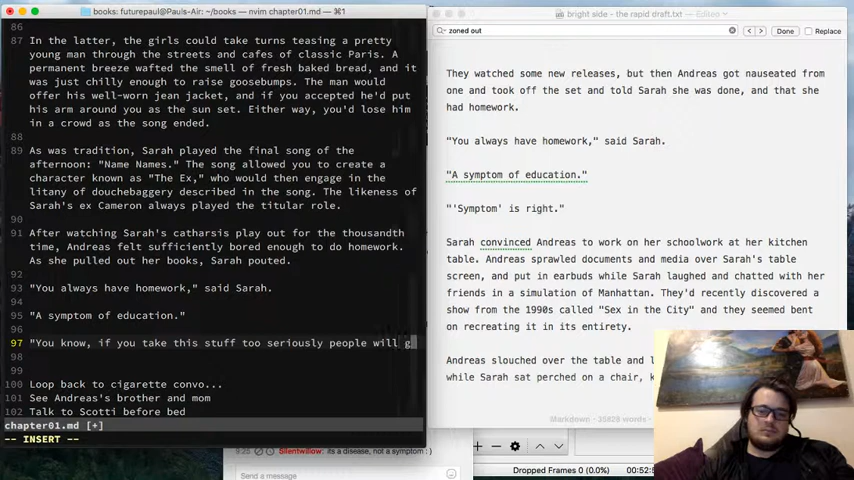 books: futurepaul@Pauls-Air: ~/books — nvim chapter01.md — ⌘1
86
87 In the latter, the girls could take turns teasing a pretty
young man through the streets and cafes of classic Paris. A
permanent breeze wafted the smell of fresh baked bread, and it
was just chilly enough to raise goosebumps. The man would
offer his well-worn jean jacket, and if you accepted he'd put
his arm around you as the sun set. Either way, you'd lose him
in a crowd as the song ended.
88
89 As was tradition, Sarah played the final song of the
afternoon: "Name Names." The song allowed you to create a
character known as "The Ex," who would then engage in the
litany of douchebaggery described in the song. The likeness of
Sarah's ex Cameron always played the titular role.
90
91 After watching Sarah's catharsis play out for the thousandth
time, Andreas felt sufficiently bored enough to do homework.
As she pulled out her books, Sarah pouted.
92
93 "You always have homework," said Sarah.
94
95 "A symptom of education."
96
97 "You know, if you take this stuff too seriously people will g
98
99
100 Loop back to cigarette convo...
101 See Andreas's brother and mom
102 Talk to Scotti before bed
chapter01.md [+]
-- INSERT --
bright side - the rapid draft.txt — Edited
zoned out
Done
Replace
They watched some new releases, but then Andreas got nauseated from
one and took off the set and told Sarah she was done, and that she
had homework.
"You always have homework," said Sarah.
"A symptom of education."
"'Symptom' is right."
Sarah convinced Andreas to work on her schoolwork at her kitchen
table. Andreas sprawled documents and media over Sarah's table
screen, and put in earbuds while Sarah laughed and chatted with her
friends in a simulation of Manhattan. They'd recently discovered a
show from the 1990s called "Sex in the City" and they seemed bent
on recreating it in its entirety.
Andreas slouched over the table and l
while Sarah sat perched on a chair, k
Markdown — 35828 words
9:25 Silentwillow: its a disease, not a symptom : )
Send a message
Dropped Frames 0 (0.0%)
00:52:5